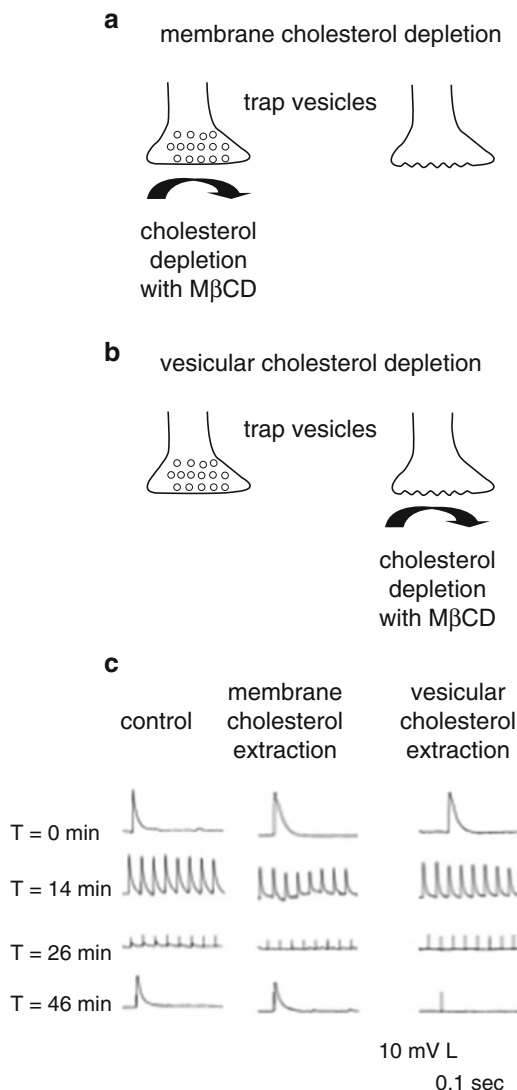 a
membrane cholesterol depletion
trap vesicles
cholesterol
depletion
with MβCD
b
vesicular cholesterol depletion
trap vesicles
cholesterol
depletion
with MβCD
c
control
membrane
cholesterol
extraction
vesicular
cholesterol
extraction
T = 0 min
T = 14 min
T = 26 min
T = 46 min
10 mV L
0.1 sec